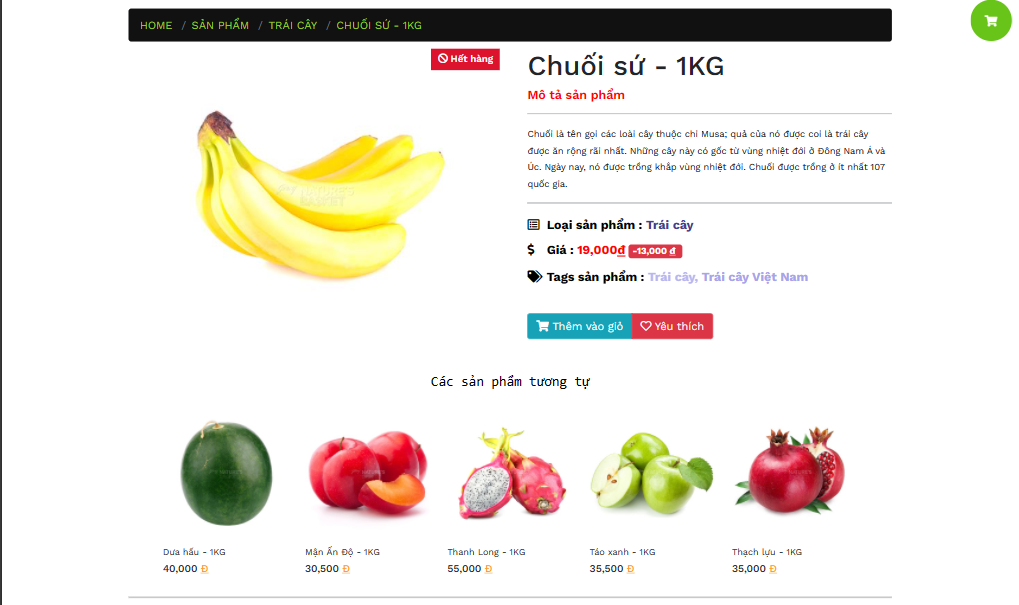 HOME / SẢN PHẨM / TRÁI CÂY / CHUỐI SỨ - 1KG
Hết hàng
Chuối sứ - 1KG
Mô tả sản phẩm
Chuối là tên gọi các loài cây thuộc chi Musa; quả của nó được coi là trái cây
được ăn rộng rãi nhất. Những cây này có gốc từ vùng nhiệt đới ở Đông Nam Á và
Úc. Ngày nay, nó được trồng khắp vùng nhiệt đới. Chuối được trồng ở ít nhất 107
quốc gia.
Loại sản phẩm : Trái cây
Giá : 19,000đ -13,000 đ
Tags sản phẩm : Trái cây, Trái cây Việt Nam
Thêm vào giỏ Yêu thích
Các sản phẩm tương tự
Dưa hấu - 1KG
40,000 Đ
Mận Ấn Độ - 1KG
30,500 Đ
Thanh Long - 1KG
55,000 Đ
Táo xanh - 1KG
35,500 Đ
Thạch lựu - 1KG
35,000 Đ